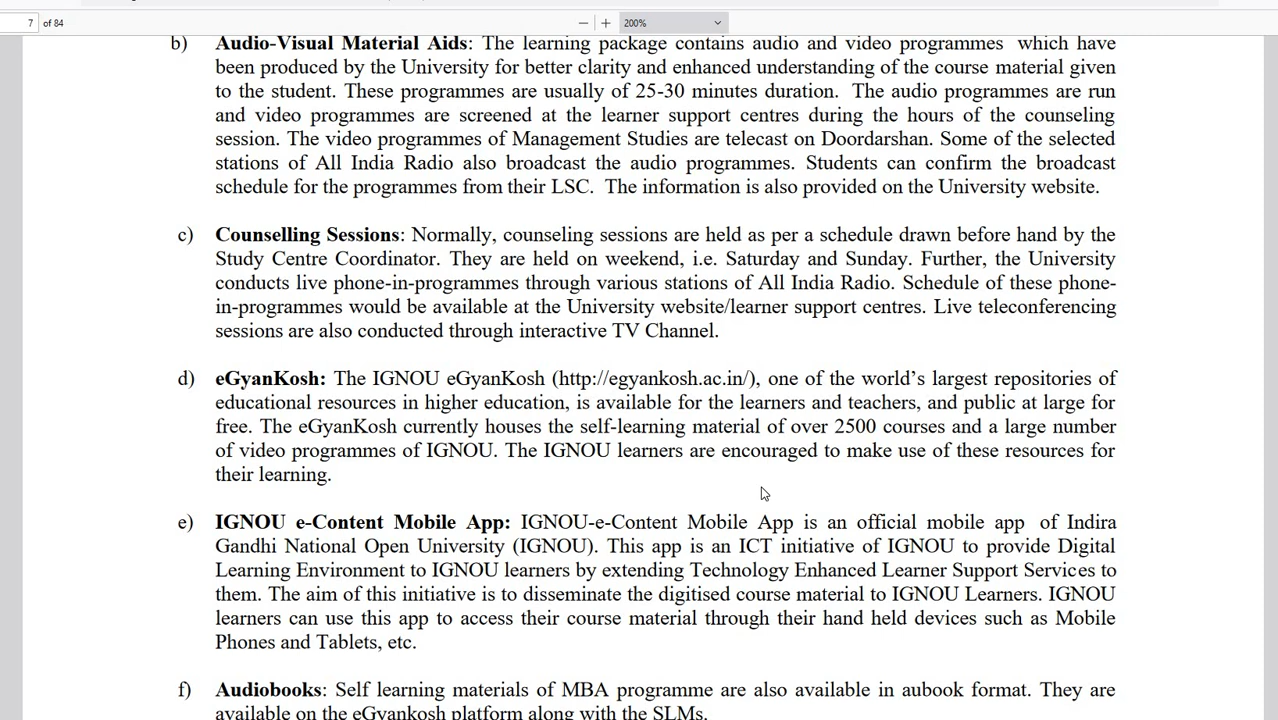 7 of 84
200%
b) Audio-Visual Material Aids: The learning package contains audio and video programmes which have
been produced by the University for better clarity and enhanced understanding of the course material given
to the student. These programmes are usually of 25-30 minutes duration. The audio programmes are run
and video programmes are screened at the learner support centres during the hours of the counseling
session. The video programmes of Management Studies are telecast on Doordarshan. Some of the selected
stations of All India Radio also broadcast the audio programmes. Students can confirm the broadcast
schedule for the programmes from their LSC. The information is also provided on the University website.
c) Counselling Sessions: Normally, counseling sessions are held as per a schedule drawn before hand by the
Study Centre Coordinator. They are held on weekend, i.e. Saturday and Sunday. Further, the University
conducts live phone-in-programmes through various stations of All India Radio. Schedule of these phone-
in-programmes would be available at the University website/learner support centres. Live teleconferencing
sessions are also conducted through interactive TV Channel.
d) eGyanKosh: The IGNOU eGyanKosh (http://egyankosh.ac.in/), one of the world's largest repositories of
educational resources in higher education, is available for the learners and teachers, and public at large for
free. The eGyanKosh currently houses the self-learning material of over 2500 courses and a large number
of video programmes of IGNOU. The IGNOU learners are encouraged to make use of these resources for
their learning.
e) IGNOU e-Content Mobile App: IGNOU-e-Content Mobile App is an official mobile app of Indira
Gandhi National Open University (IGNOU). This app is an ICT initiative of IGNOU to provide Digital
Learning Environment to IGNOU learners by extending Technology Enhanced Learner Support Services to
them. The aim of this initiative is to disseminate the digitised course material to IGNOU Learners. IGNOU
learners can use this app to access their course material through their hand held devices such as Mobile
Phones and Tablets, etc.
f) Audiobooks: Self learning materials of MBA programme are also available in aubook format. They are
available on the eGyankosh platform along with the SLMs.